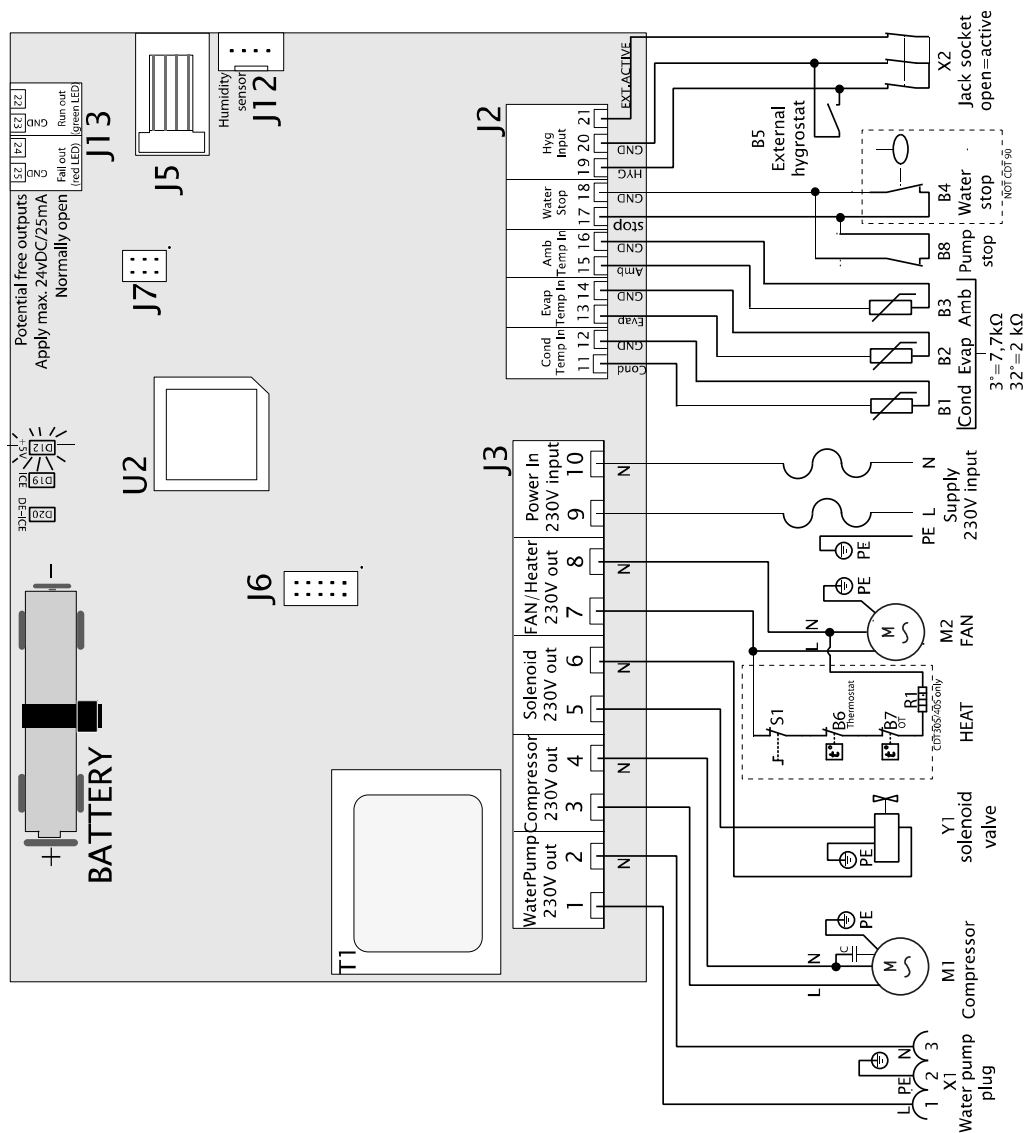 Potential free outputs
Apply max. 24vDC/25mA
Normally open
22
23
GND
Run out
(green LED)
24
25
GND
Fail out
(red LED)
J13
J5
Humidity
sensor
J12
J7
D12
+5V
D19
ICE
D20
DE-ICE
U2
J6
+
−
BATTERY
T1
J2
21
EXT.ACTIVE
20
GND
19
HYG
Hyg
Input
18
GND
17
stop
Water
Stop
16
GND
15
Amb
Amb
Temp In
14
GND
13
Evap
Evap
Temp In
12
GND
11
Cond
Cond
Temp In
J3
Power In
230V input
10
N
9
FAN/Heater
230V out
8
N
7
Solenoid
230V out
6
N
5
Compressor
230V out
4
N
3
WaterPump
230V out
2
N
1
X2
Jack socket
open=active
B5
External
hygrostat
B4
Water
stop
NOT CDT 90
B8
Pump
stop
B3
Amb
B2
Evap
B1
Cond
3°=7,7kΩ
32°=2 kΩ
N
L
PE
PE
Supply
230V input
PE
N
L
M
M2
FAN
S1
B6
Thermostat
t°
B7
OT
t°
R1
CDT30S/40S only
HEAT
PE
Y1
solenoid
valve
PE
C
N
L
M
M1
Compressor
N
PE
L
3
2
1
X1
Water pump
plug